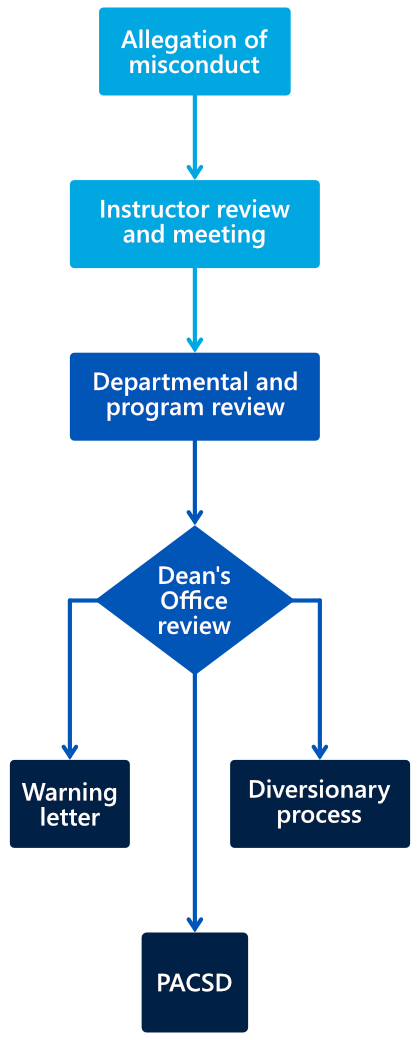 Allegation of
misconduct
Instructor review
and meeting
Departmental and
program review
Dean's
Office
review
Warning
letter
Diversionary
process
PACSD